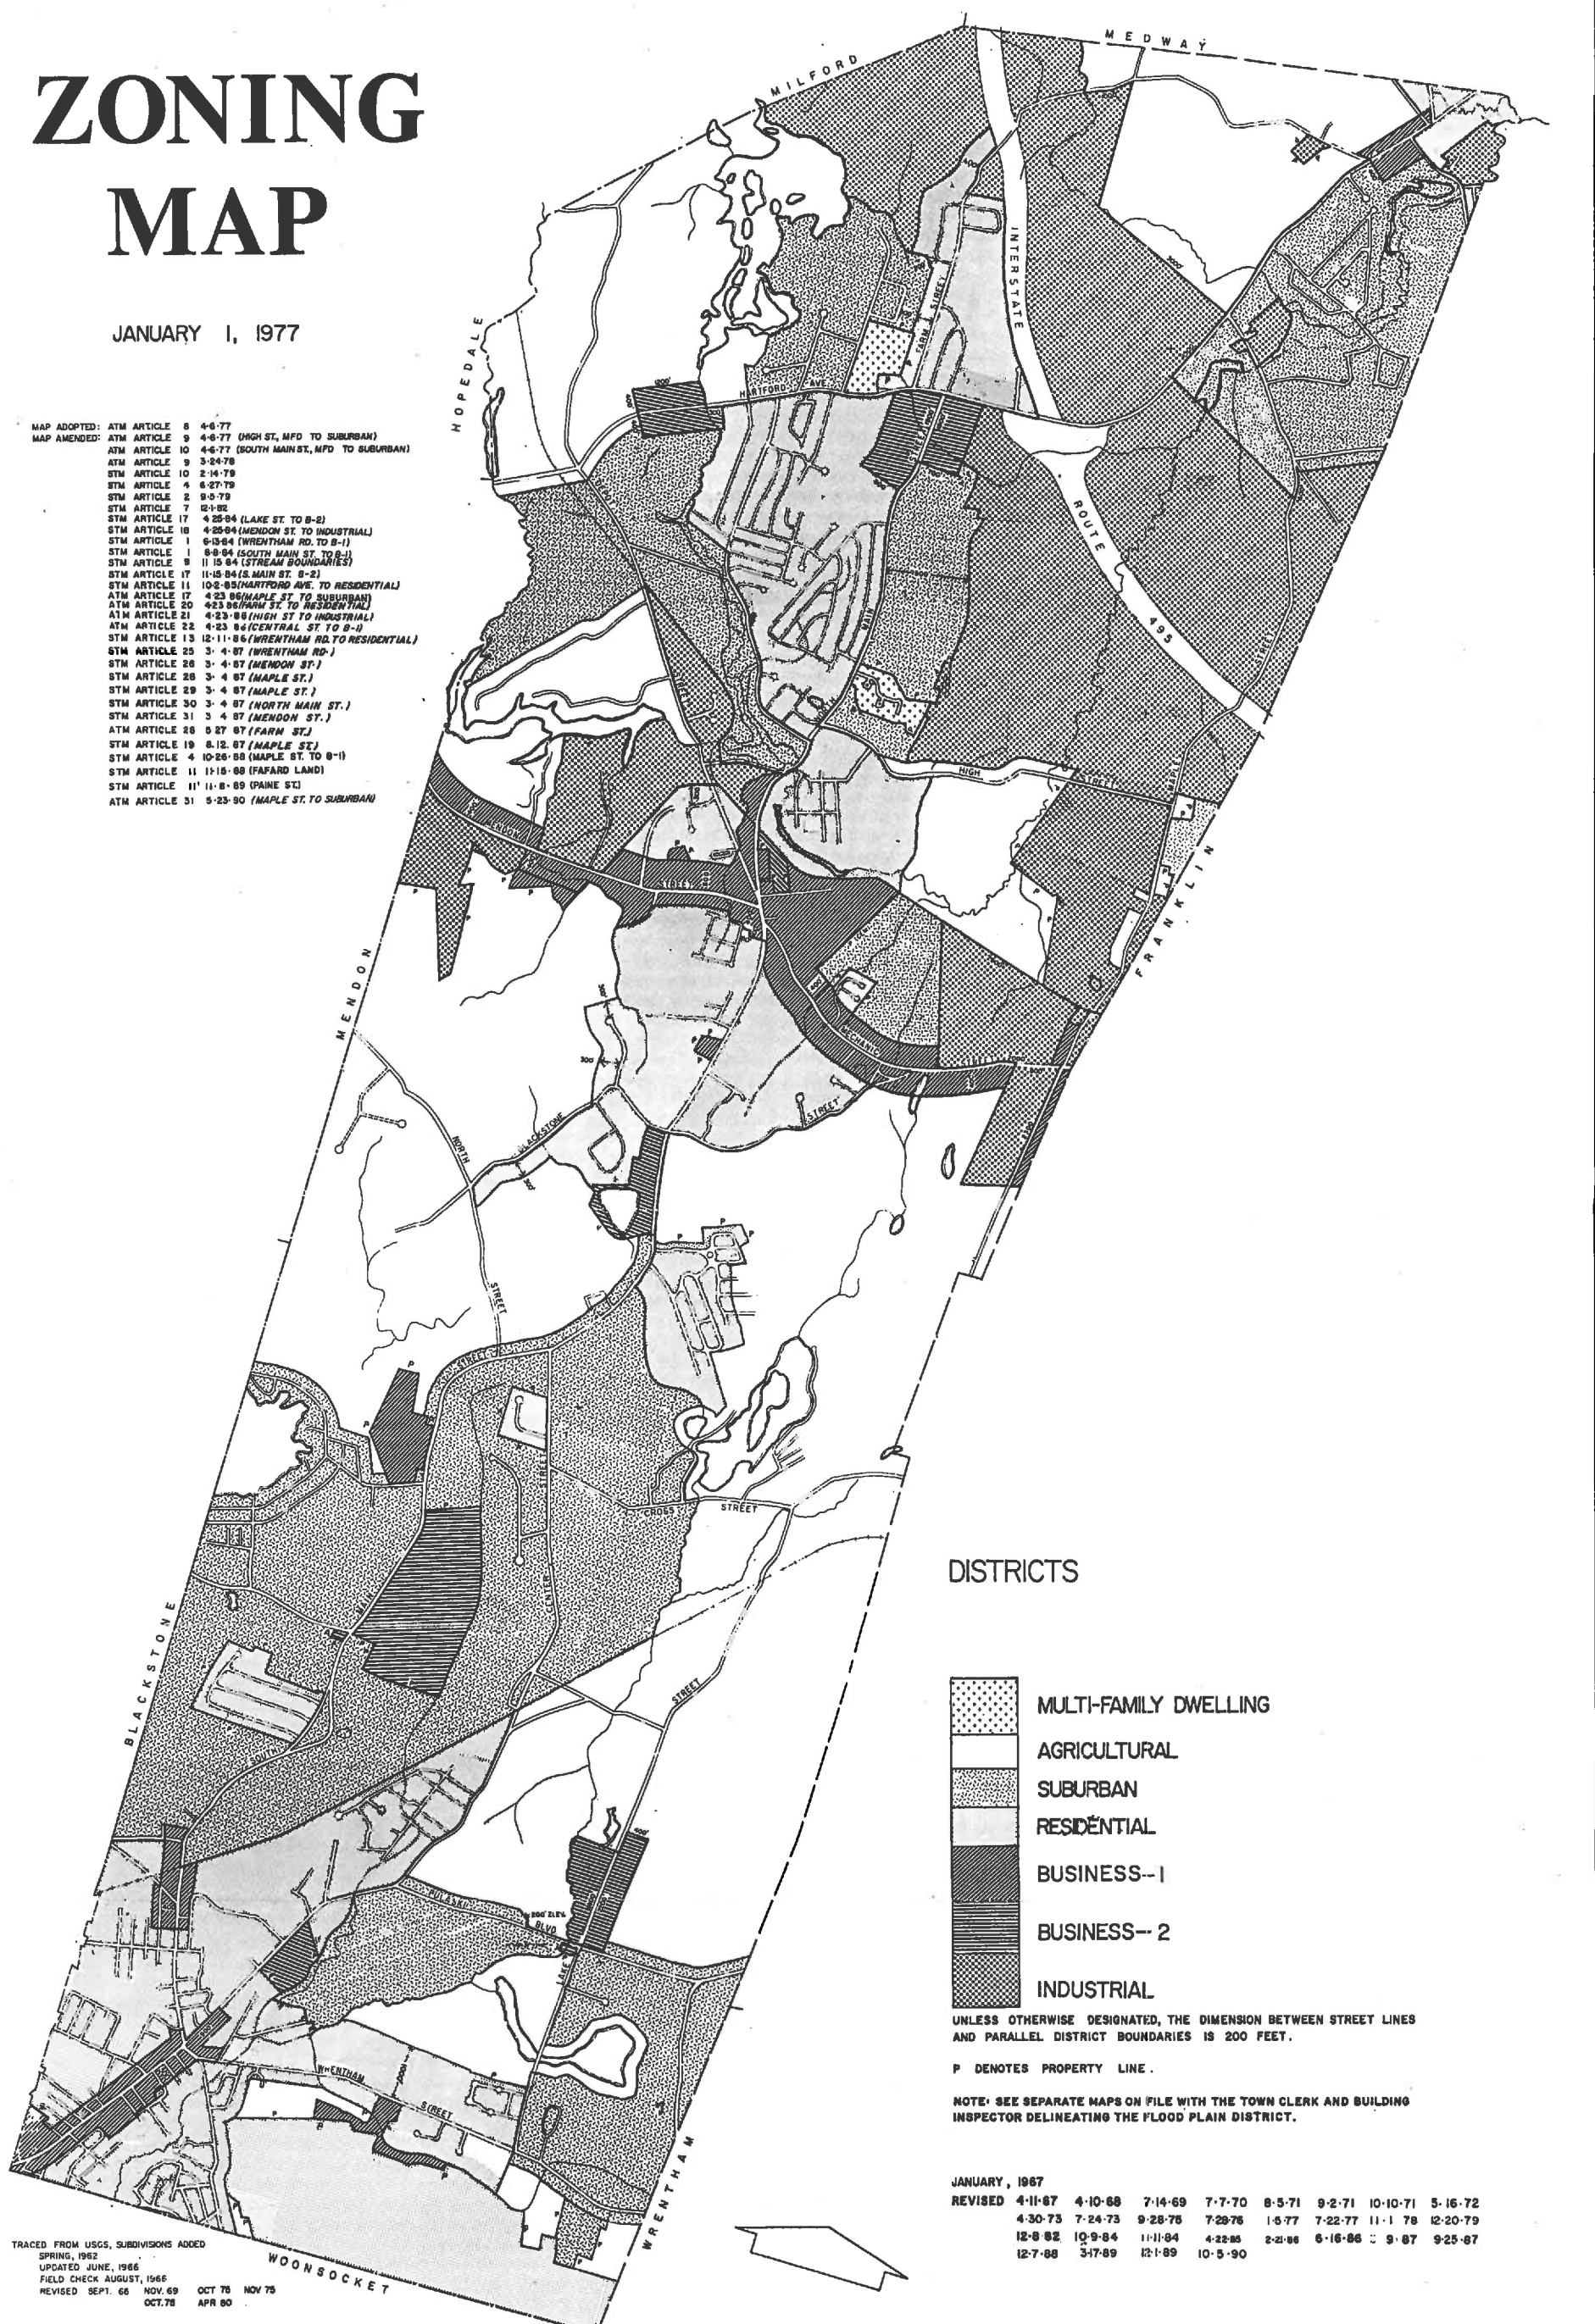 ZONING
MAP
JANUARY 1, 1977
MAP ADOPTED: ATM ARTICLE 8 4-6-77
MAP AMENDED: ATM ARTICLE 9 4-6-77 (HIGH ST., MFD TO SUBURBAN)
ATM ARTICLE 10 4-6-77 (SOUTH MAIN ST., MFD TO SUBURBAN)
ATM ARTICLE 9 3-24-78
STM ARTICLE 10 2-14-79
STM ARTICLE 4 6-27-79
STM ARTICLE 2 9-5-79
STM ARTICLE 7 12-1-82
STM ARTICLE 17 4 25-84 (LAKE ST. TO B-2)
STM ARTICLE 18 4-25-84 (MENDON ST. TO INDUSTRIAL)
STM ARTICLE 1 6-13-84 (WRENTHAM RD. TO B-1)
STM ARTICLE 1 8-8-84 (SOUTH MAIN ST. TO B-1)
STM ARTICLE 9 11 15 84 (STREAM BOUNDARIES)
STM ARTICLE 17 11-15-84 (S. MAIN ST. B-2)
STM ARTICLE 11 10-2-85 (HARTFORD AVE. TO RESIDENTIAL)
ATM ARTICLE 17 4 23 86 (MAPLE ST. TO SUBURBAN)
ATM ARTICLE 20 4 23 86 (FARM ST. TO RESIDENTIAL)
ATM ARTICLE 21 4-23-86 (HIGH ST TO INDUSTRIAL)
ATM ARTICLE 22 4-23 86 (CENTRAL ST. TO B-1)
STM ARTICLE 13 12-11-86 (WRENTHAM RD. TO RESIDENTIAL)
STM ARTICLE 25 3- 4-87 (WRENTHAM RD.)
STM ARTICLE 26 3- 4-87 (MENDON ST.)
STM ARTICLE 28 3- 4 87 (MAPLE ST.)
STM ARTICLE 29 3- 4 87 (MAPLE ST.)
STM ARTICLE 30 3- 4 87 (NORTH MAIN ST.)
STM ARTICLE 31 3 4 87 (MENDON ST.)
ATM ARTICLE 28 5 27 87 (FARM ST.)
STM ARTICLE 19 8.12.87 (MAPLE ST.)
STM ARTICLE 4 10-26-88 (MAPLE ST. TO B-1)
STM ARTICLE 11 11-16-88 (FAFARD LAND)
STM ARTICLE 11 11-8-89 (PAINE ST.)
ATM ARTICLE 31 5-23-90 (MAPLE ST. TO SUBURBAN)
MILFORD
MEDWAY
HOPEDALE
INTERSTATE
FARM STREET
HARTFORD AVE.
ROUTE
495
MAIN
STREET
HIGH STREET
MAPLE
FRANKLIN
MENDON
STREET
MECHANIC
STREET
STREET
BLACKSTONE
NORTH
STREET
STREET
STREET
CENTER
CROSS STREET
BLACKSTONE
STREET
SOUTH
PULASKI
BLVD
LAKE
WRENTHAM
STREET
WRENTHAM
WOONSOCKET
DISTRICTS
MULTI-FAMILY DWELLING
AGRICULTURAL
SUBURBAN
RESIDENTIAL
BUSINESS--1
BUSINESS--2
INDUSTRIAL
UNLESS OTHERWISE DESIGNATED, THE DIMENSION BETWEEN STREET LINES
AND PARALLEL DISTRICT BOUNDARIES IS 200 FEET.
P DENOTES PROPERTY LINE.
NOTE: SEE SEPARATE MAPS ON FILE WITH THE TOWN CLERK AND BUILDING
INSPECTOR DELINEATING THE FLOOD PLAIN DISTRICT.
JANUARY, 1967
REVISED 4-11-67 4-10-68 7-14-69 7-7-70 8-5-71 9-2-71 10-10-71 5-16-72
4-30-73 7-24-73 9-28-75 7-28-76 1-5-77 7-22-77 11-1 78 12-20-79
12-8-82 10-9-84 11-11-84 4-22-85 2-21-86 6-16-86 9-87 9-25-87
12-7-88 3-17-89 12-1-89 10-5-90
TRACED FROM USGS, SUBDIVISIONS ADDED
SPRING, 1962
UPDATED JUNE, 1966
FIELD CHECK AUGUST, 1966
REVISED SEPT. 68 NOV. 69 OCT 75 NOV 75
OCT. 78 APR 80